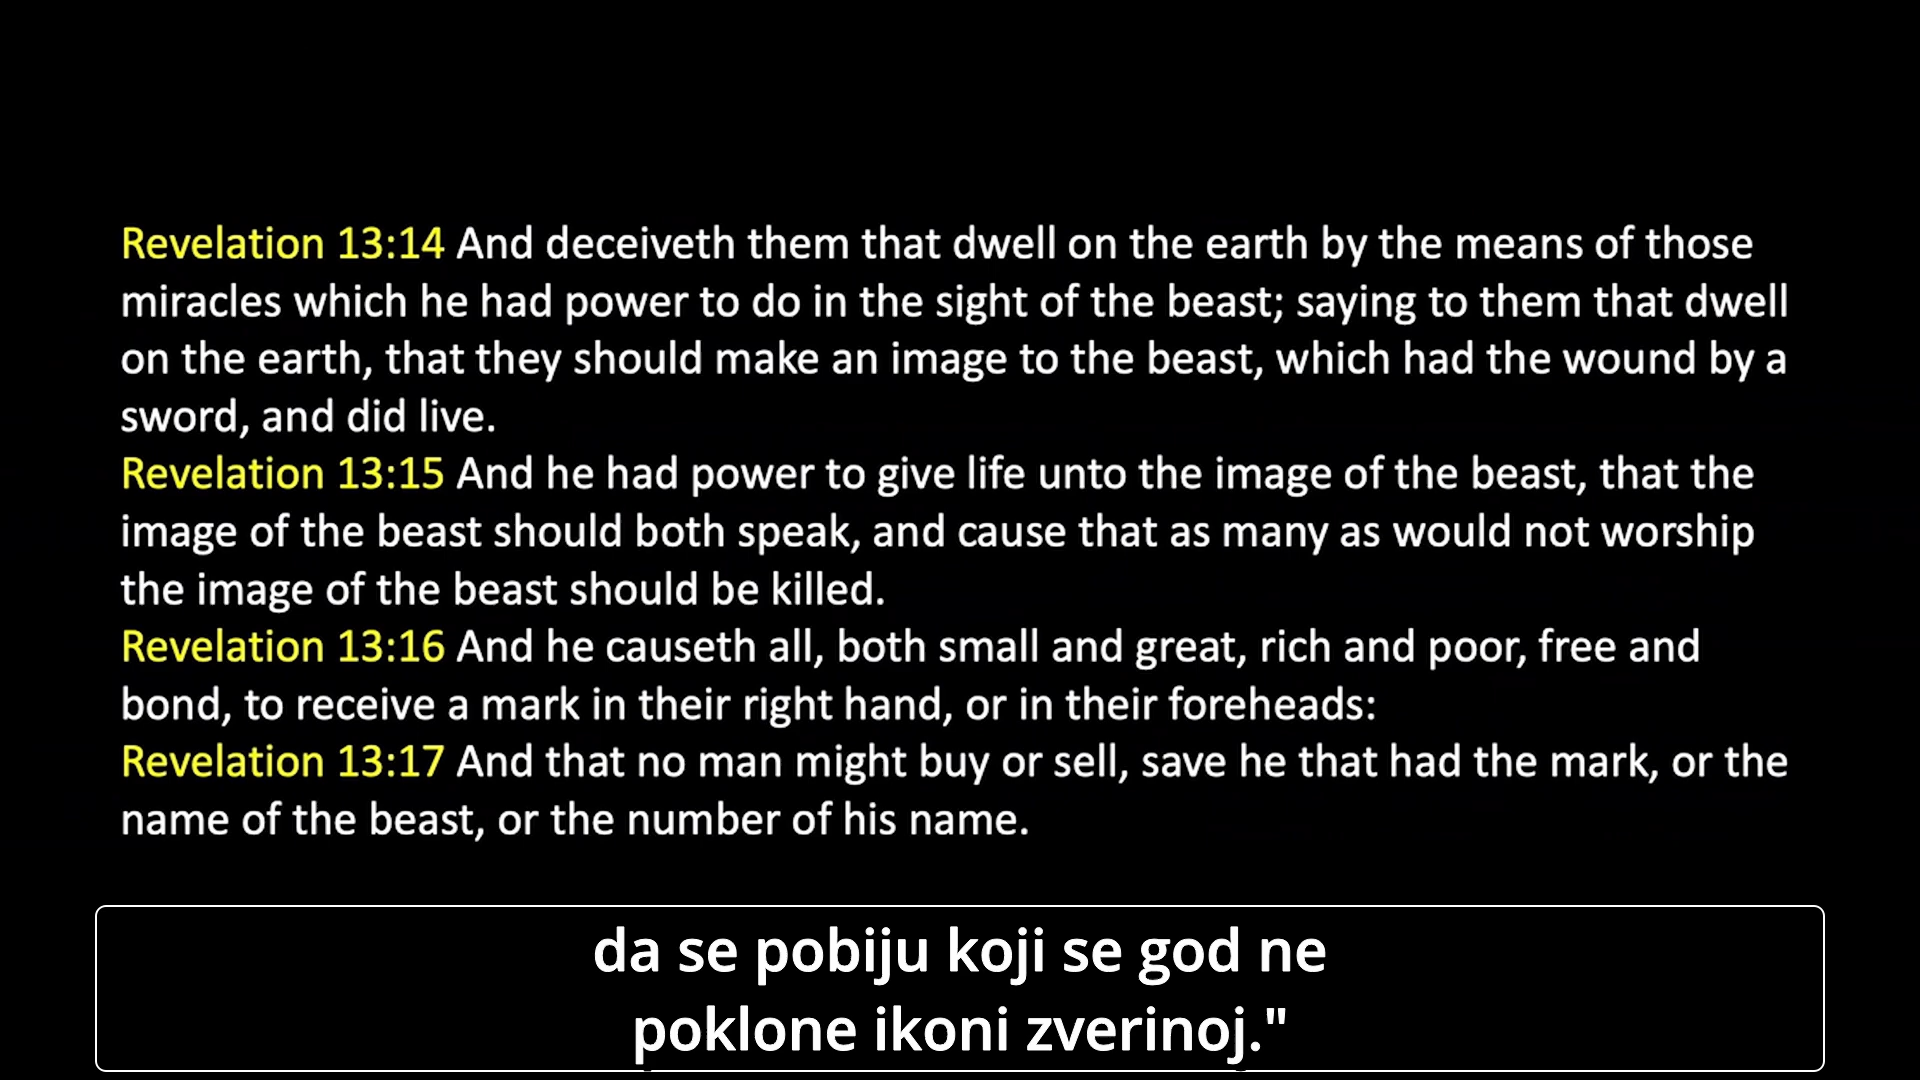 Revelation 13:14 And deceiveth them that dwell on the earth by the means of those
miracles which he had power to do in the sight of the beast; saying to them that dwell
on the earth, that they should make an image to the beast, which had the wound by a
sword, and did live.
Revelation 13:15 And he had power to give life unto the image of the beast, that the
image of the beast should both speak, and cause that as many as would not worship
the image of the beast should be killed.
Revelation 13:16 And he causeth all, both small and great, rich and poor, free and
bond, to receive a mark in their right hand, or in their foreheads:
Revelation 13:17 And that no man might buy or sell, save he that had the mark, or the
name of the beast, or the number of his name.
da se pobiju koji se god ne
poklone ikoni zverinoj."